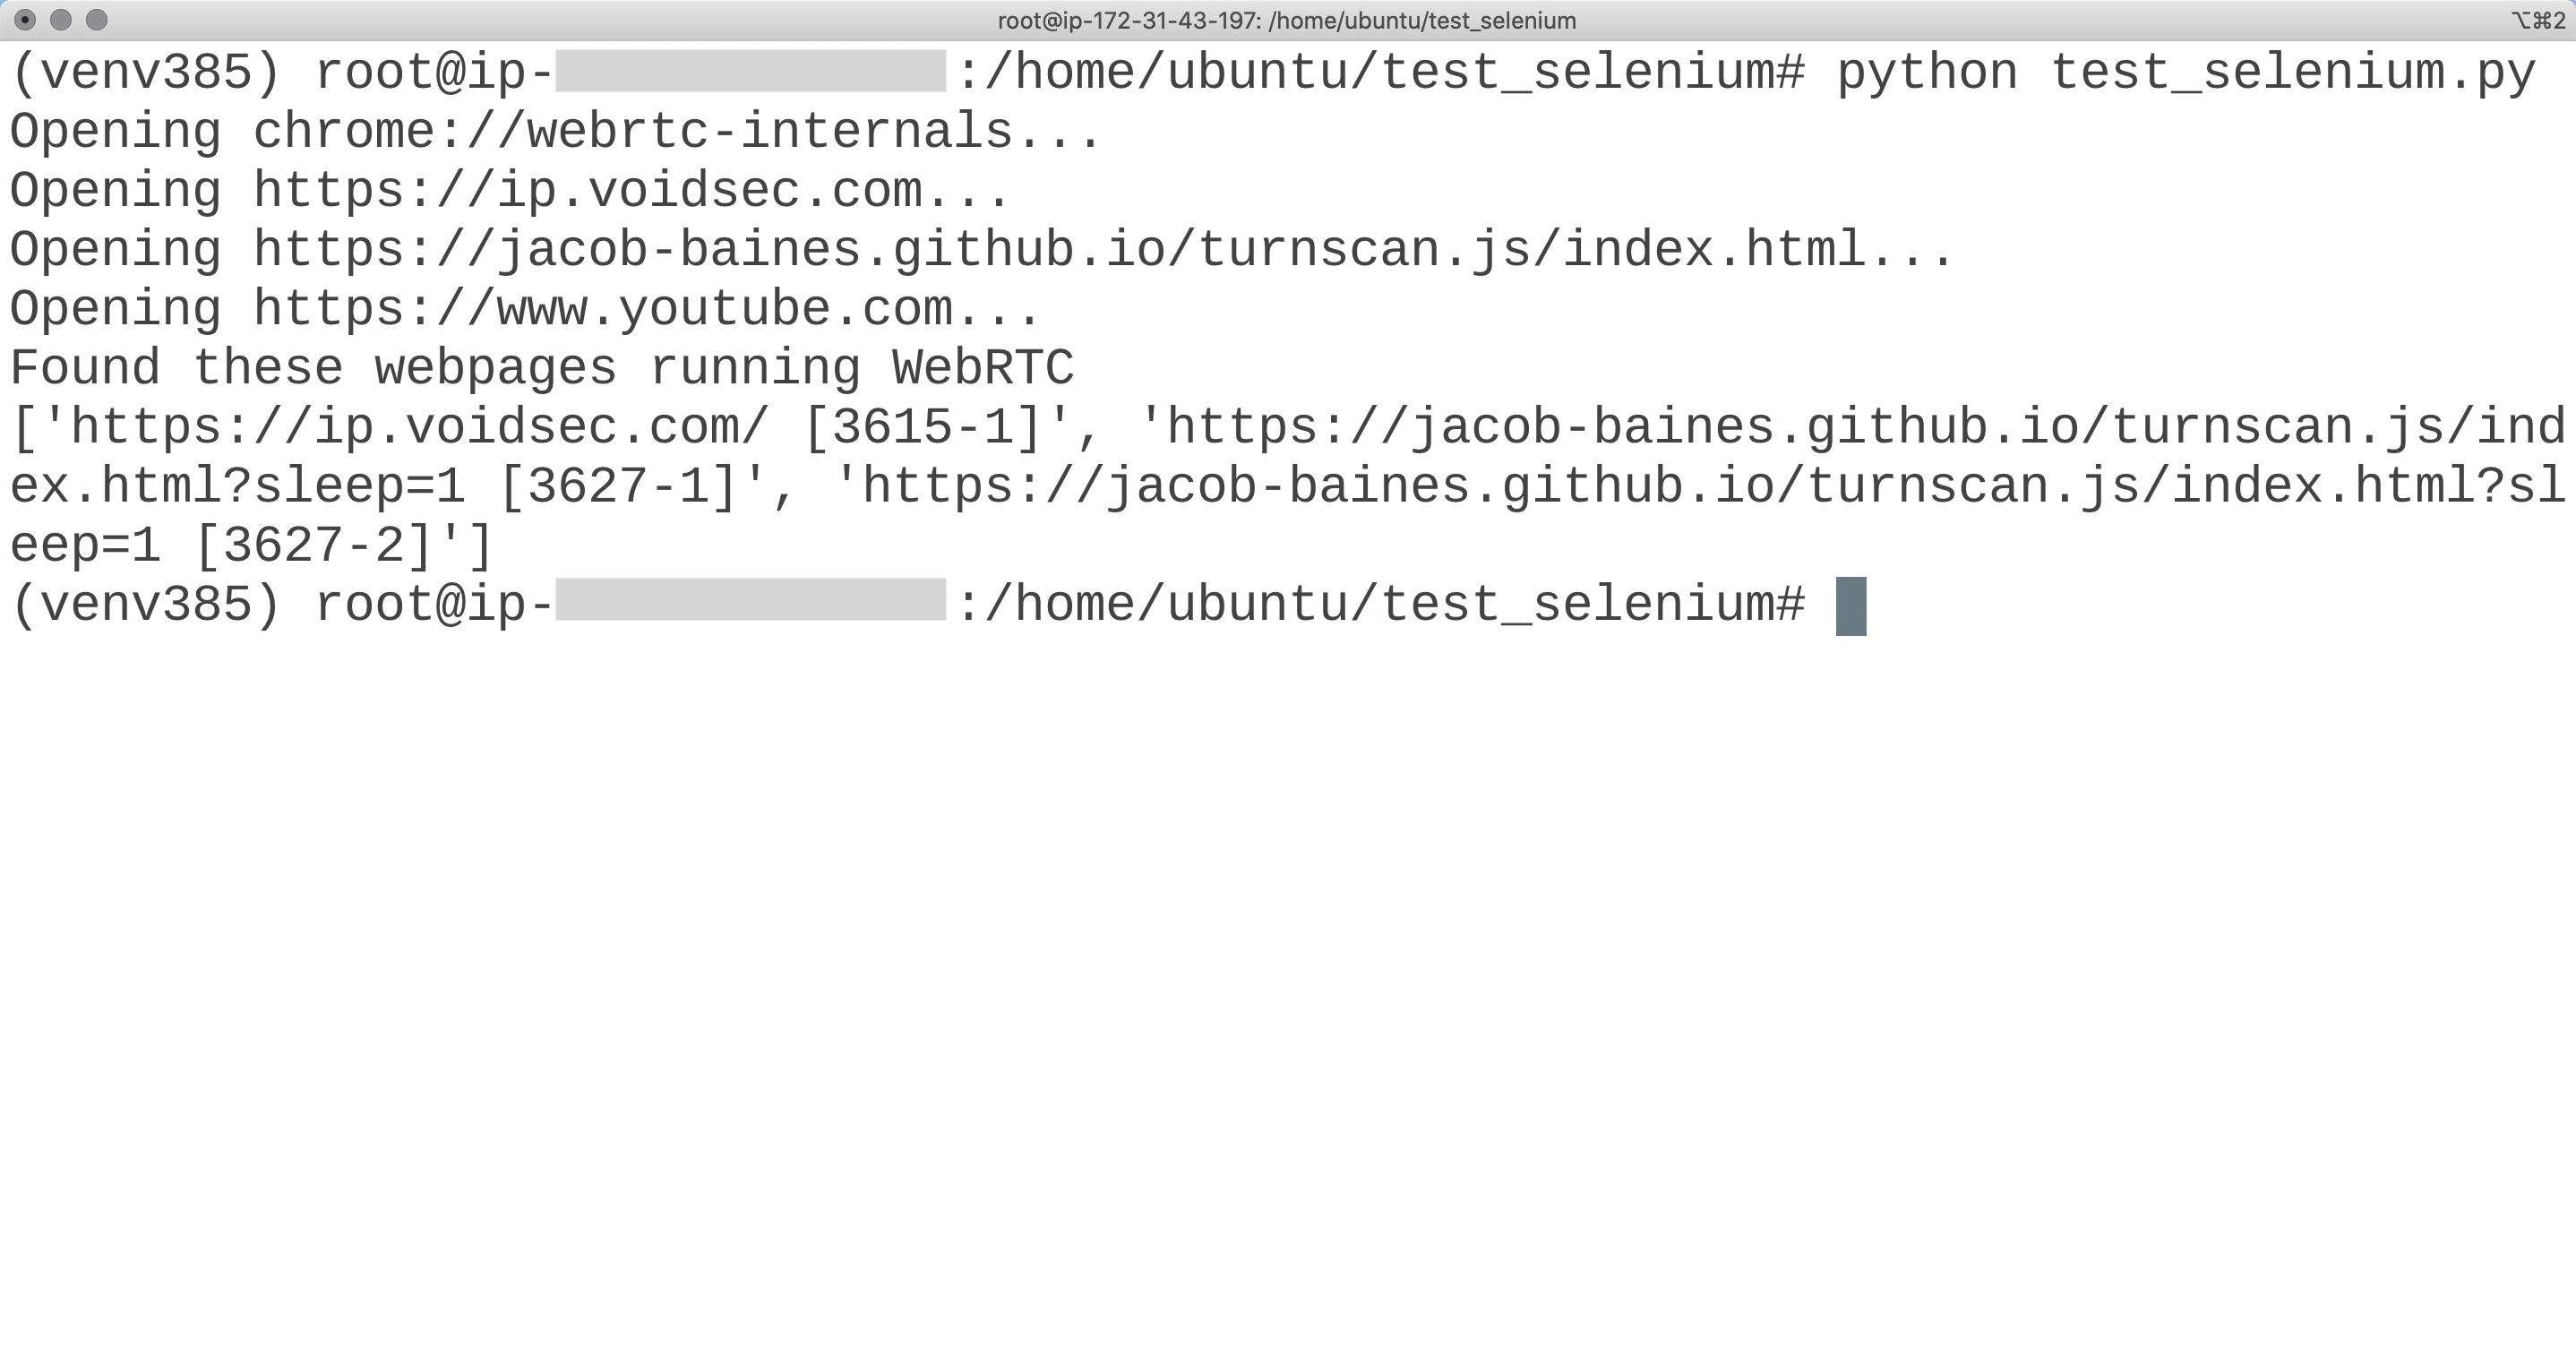 root@ip-172-31-43-197: /home/ubuntu/test_selenium
⌥⌘2
(venv385) root@ip- :/home/ubuntu/test_selenium# python test_selenium.py
Opening chrome://webrtc-internals...
Opening https://ip.voidsec.com...
Opening https://jacob-baines.github.io/turnscan.js/index.html...
Opening https://www.youtube.com...
Found these webpages running WebRTC
['https://ip.voidsec.com/ [3615-1]', 'https://jacob-baines.github.io/turnscan.js/ind
ex.html?sleep=1 [3627-1]', 'https://jacob-baines.github.io/turnscan.js/index.html?sl
eep=1 [3627-2]']
(venv385) root@ip- :/home/ubuntu/test_selenium#